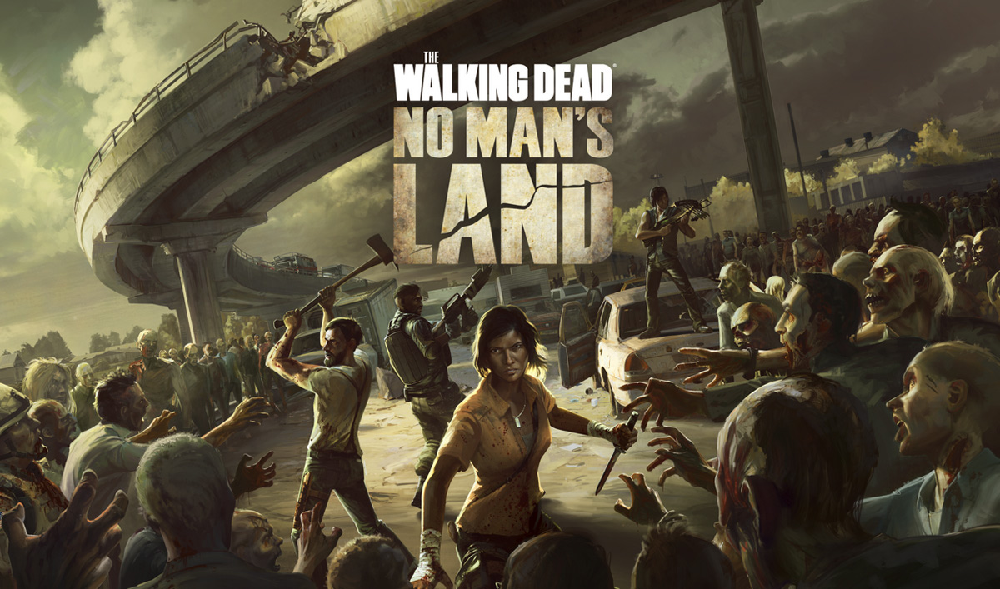 THE
WALKING DEAD®
NO MAN'S
LAND